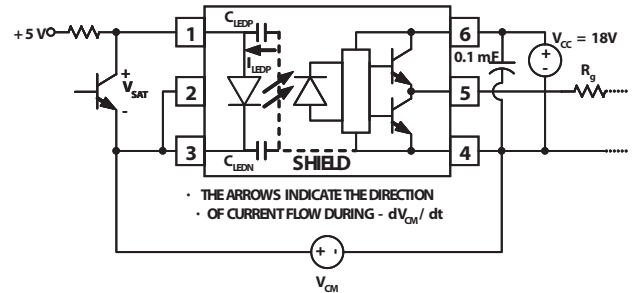 + 5 V
1
+
V_SAT
-
2
3
C_LEDP
I_LEDP
C_LEDN
SHIELD
6
5
4
0.1 mF
+
-
V_CC = 18V
R_g
· THE ARROWS INDICATE THE DIRECTION
· OF CURRENT FLOW DURING - dV_CM / dt
+ -
V_CM